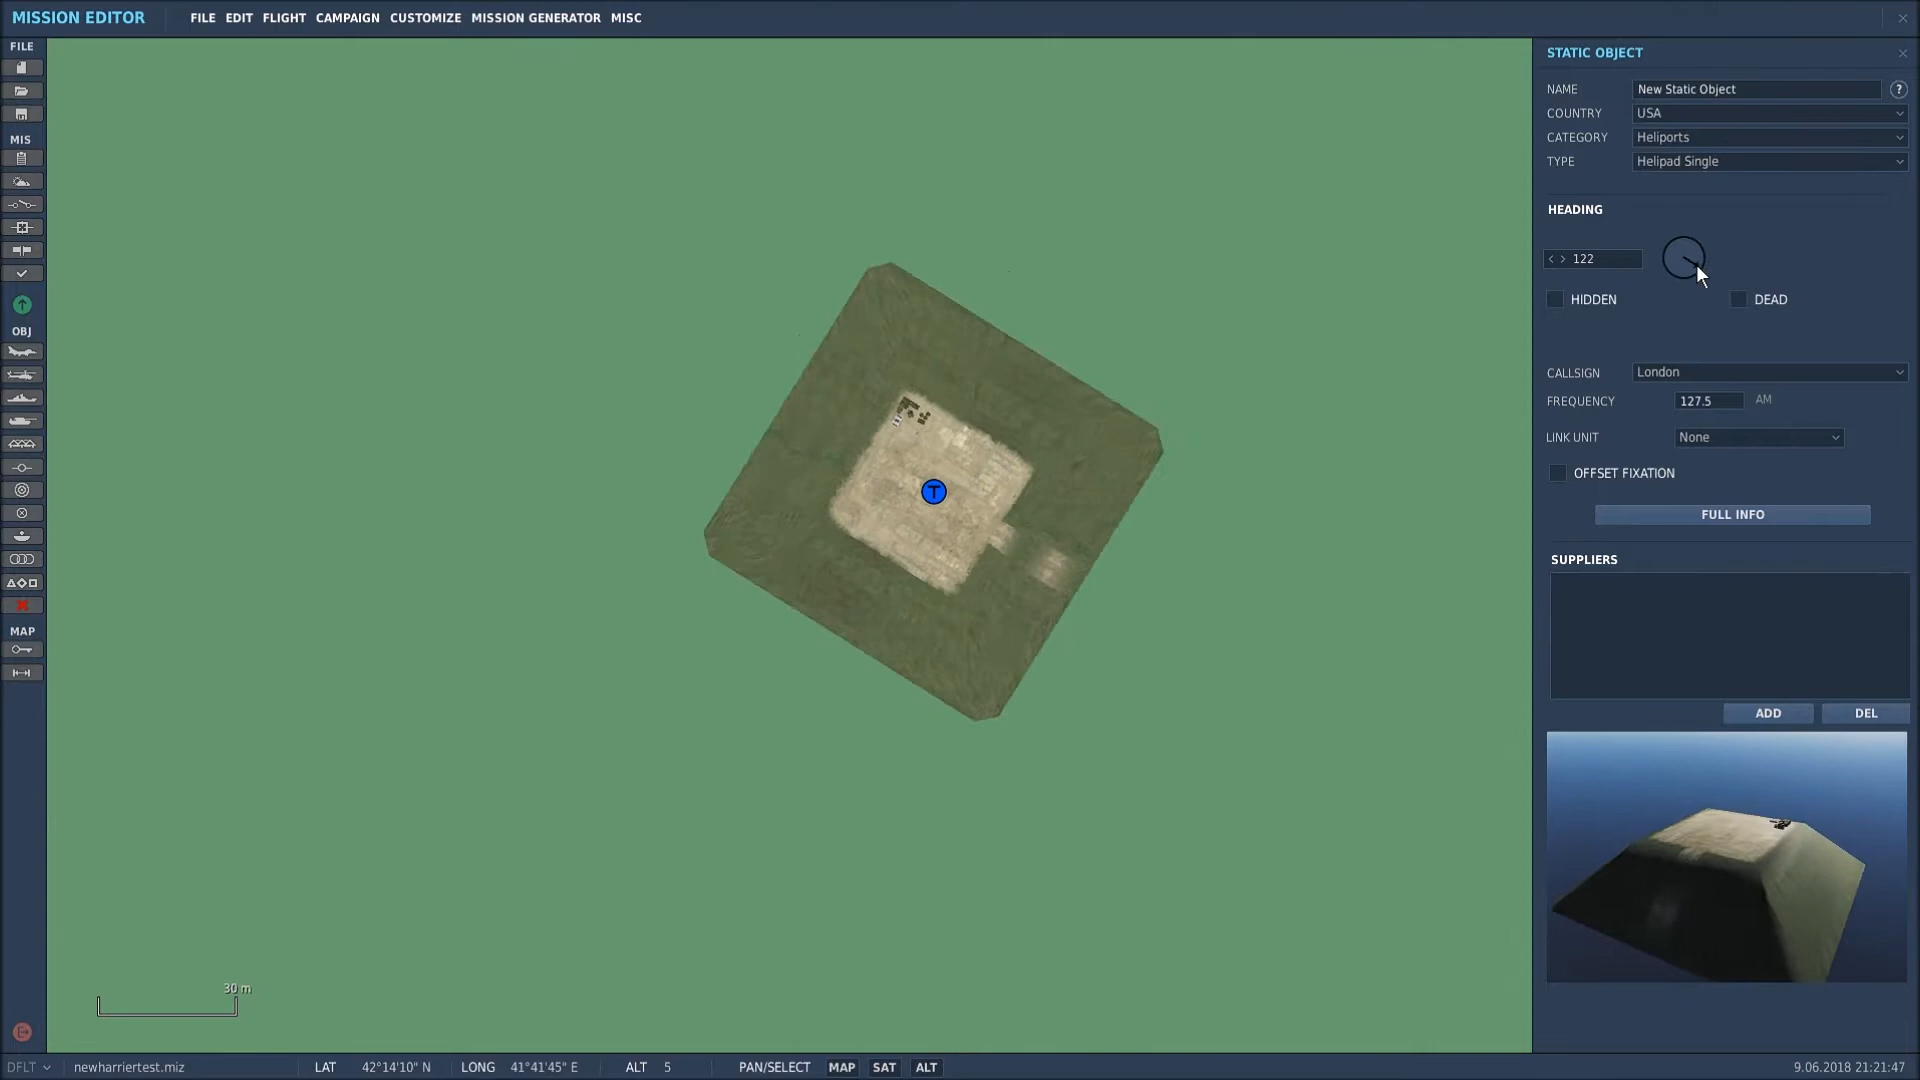 MISSION EDITOR FILE EDIT FLIGHT CAMPAIGN CUSTOMIZE MISSION GENERATOR MISC
FILE
MIS
OBJ
MAP
T
30 m
STATIC OBJECT
NAME New Static Object ?
COUNTRY USA
CATEGORY Heliports
TYPE Helipad Single
HEADING
< > 122
HIDDEN DEAD
CALLSIGN London
FREQUENCY 127.5 AM
LINK UNIT None
OFFSET FIXATION
FULL INFO
SUPPLIERS
ADD DEL
DFLT newharriertest.miz LAT 42°14'10" N LONG 41°41'45" E ALT 5 PAN/SELECT MAP SAT ALT 9.06.2018 21:21:47